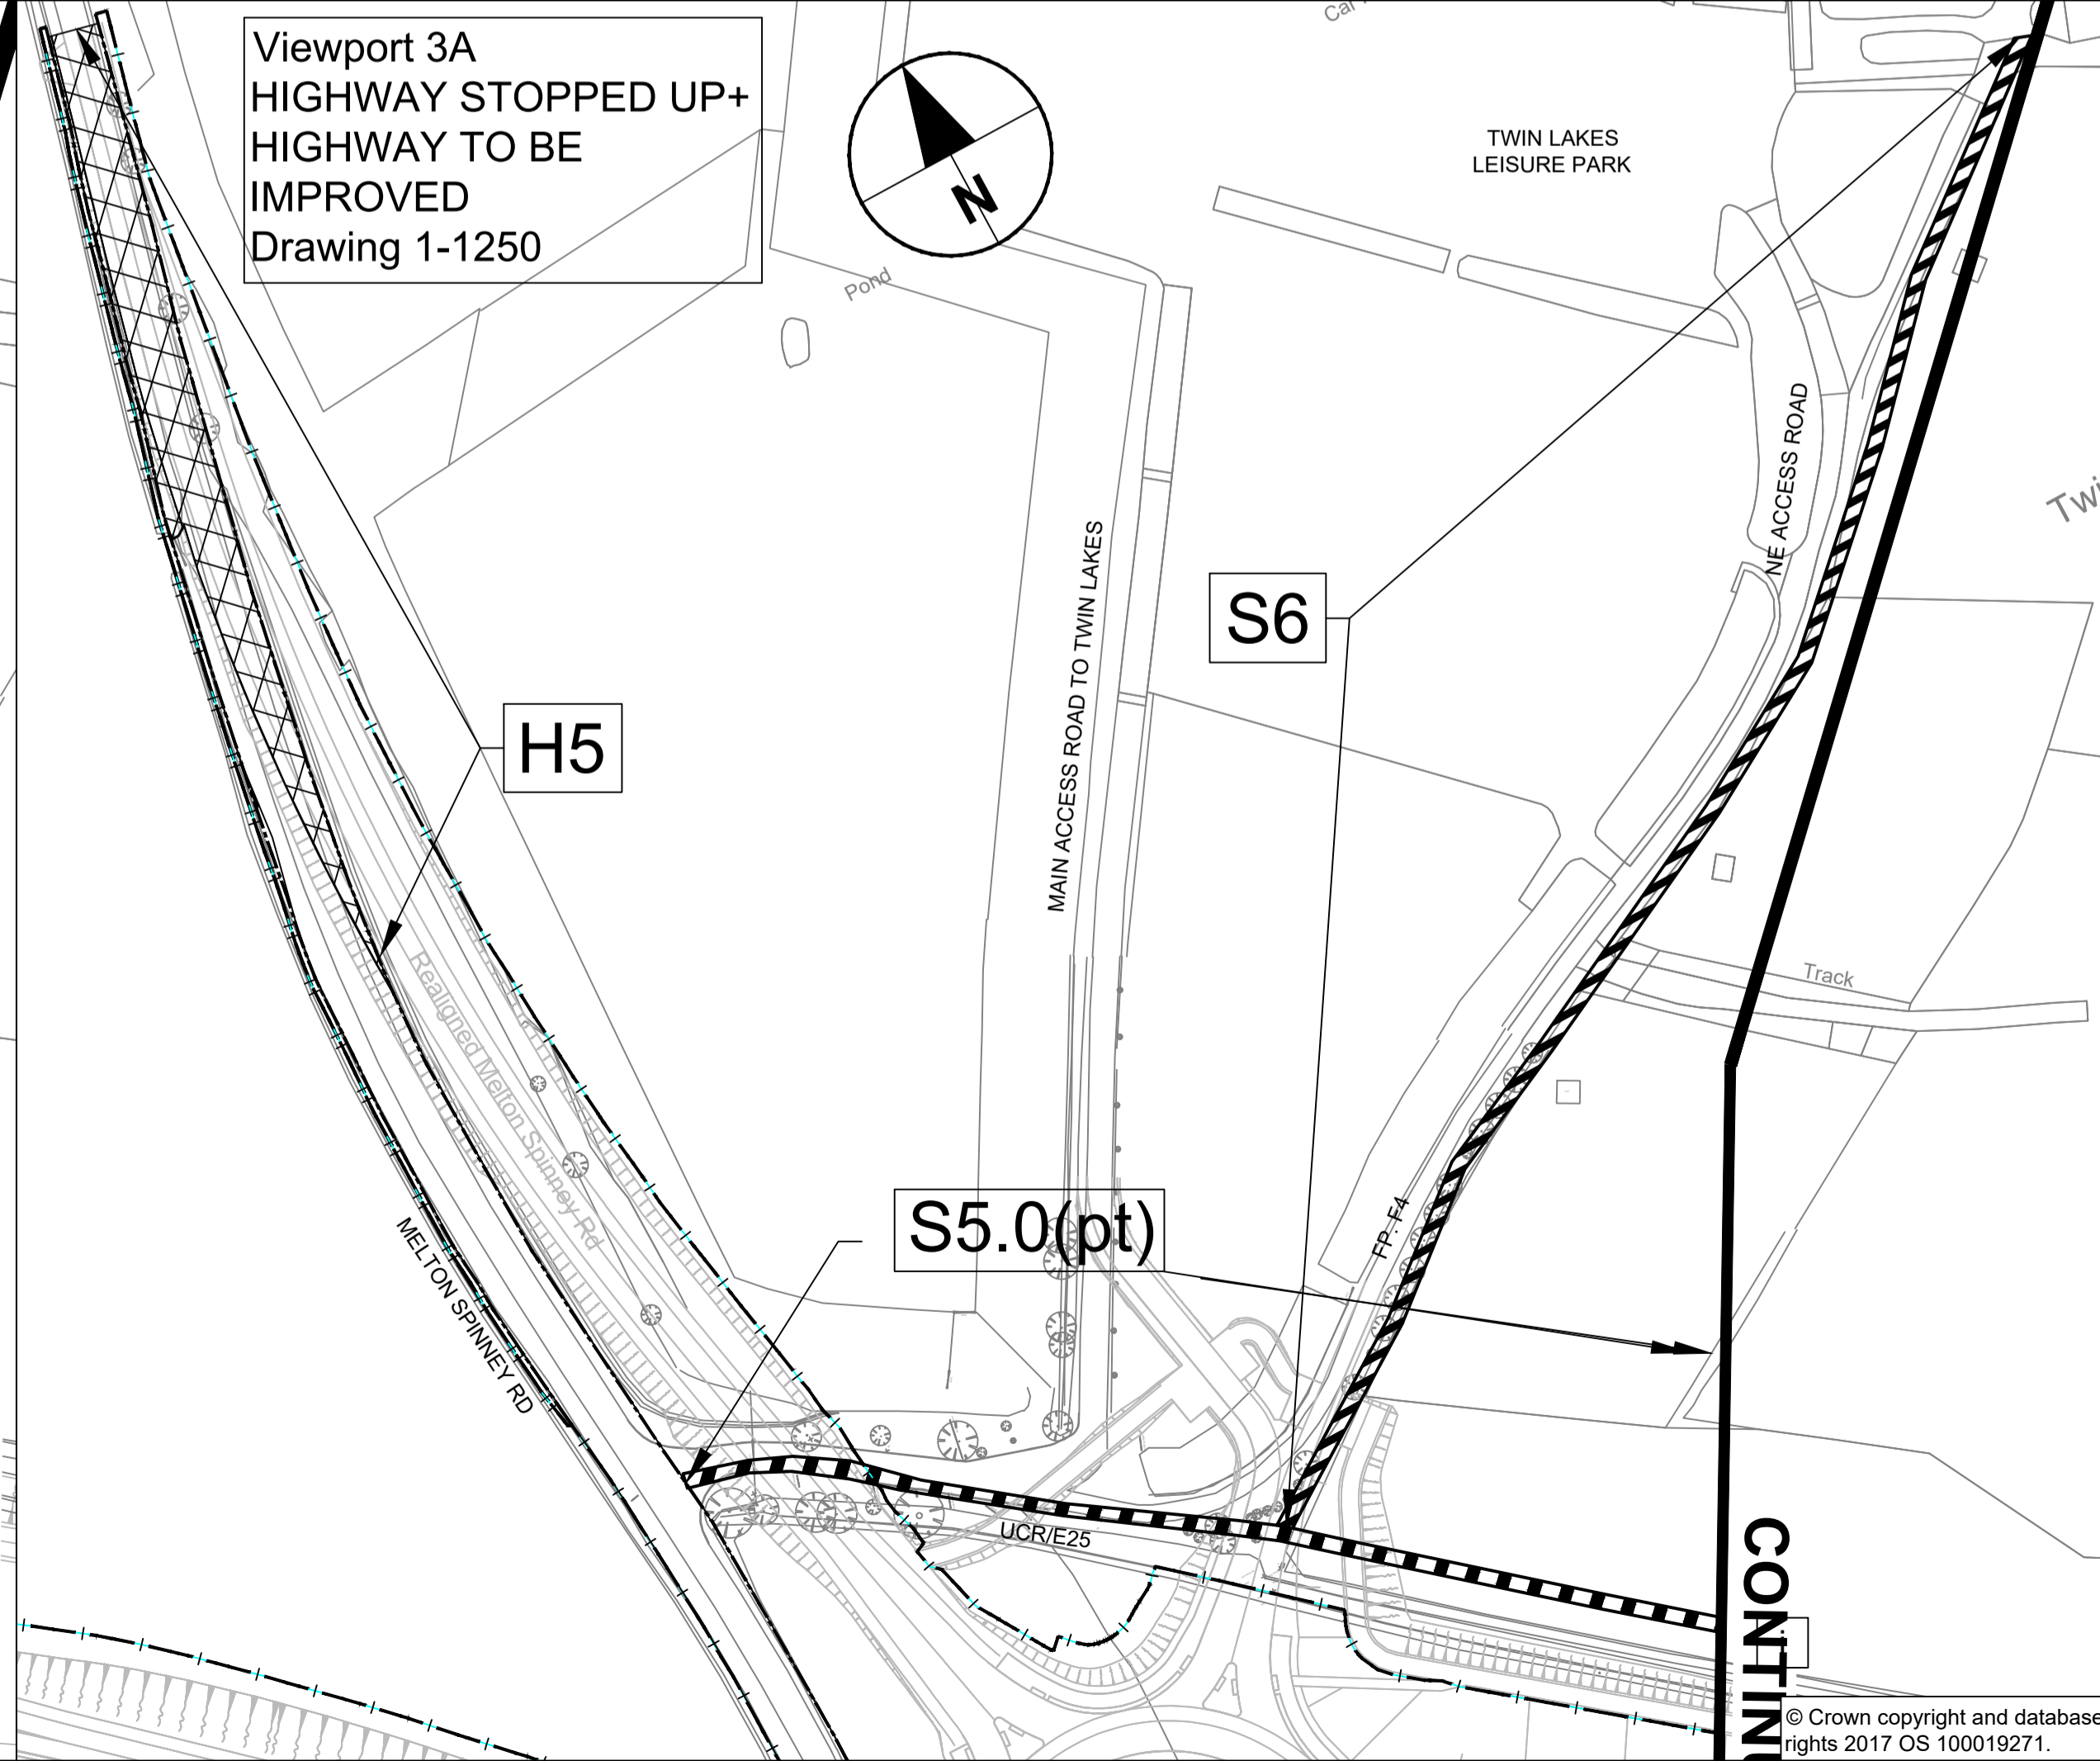 Viewport 3A
HIGHWAY STOPPED UP+
HIGHWAY TO BE
IMPROVED
Drawing 1-1250
N
TWIN LAKES
LEISURE PARK
Pond
NE ACCESS ROAD
MAIN ACCESS ROAD TO TWIN LAKES
S6
H5
Track
Realigned Melton Spinney Rd
S5.0(pt)
FP. F4
MELTON SPINNEY RD
UCR/E25
© Crown copyright and database
rights 2017 OS 100019271.